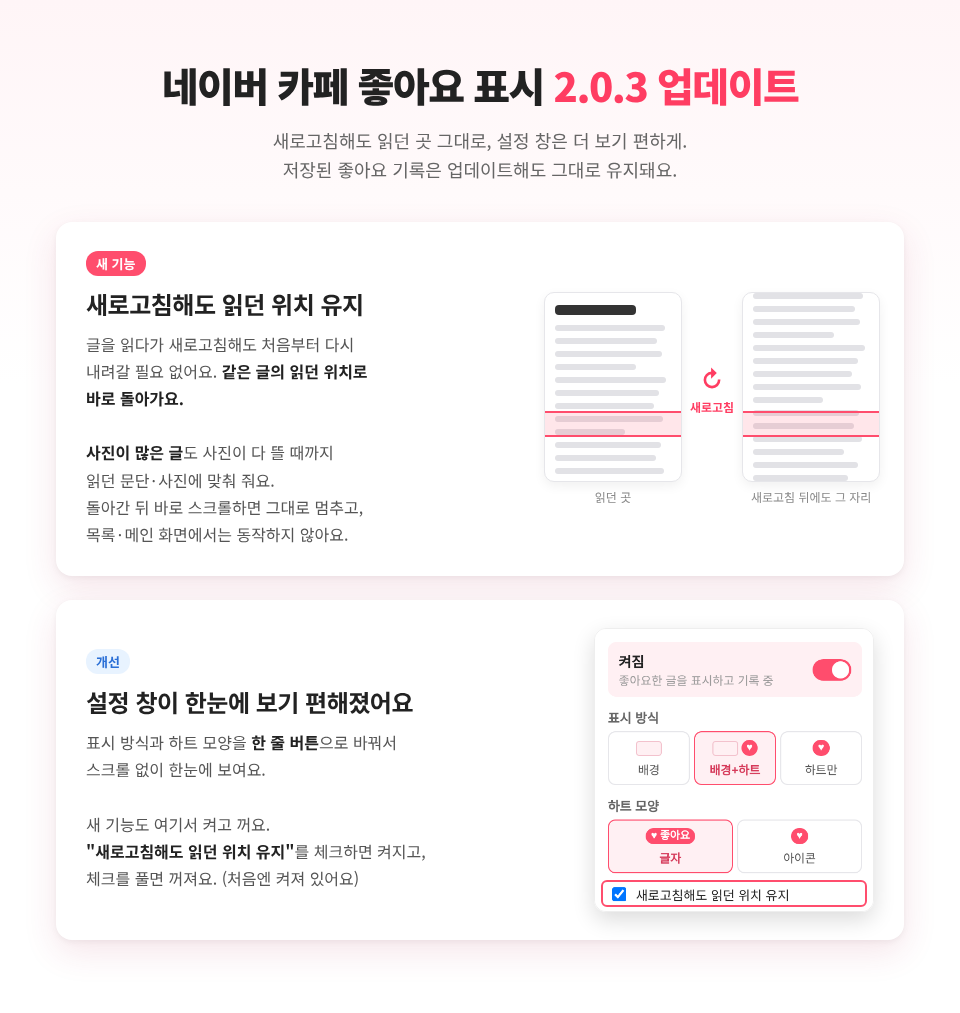 네이버 카페 좋아요 표시 2.0.3 업데이트
새로고침해도 읽던 곳 그대로, 설정 창은 더 보기 편하게.
저장된 좋아요 기록은 업데이트해도 그대로 유지돼요.
새 기능
새로고침해도 읽던 위치 유지
글을 읽다가 새로고침해도 처음부터 다시
내려갈 필요 없어요. 같은 글의 읽던 위치로
바로 돌아가요.
사진이 많은 글도 사진이 다 뜰 때까지
읽던 문단·사진에 맞춰 줘요.
돌아간 뒤 바로 스크롤하면 그대로 멈추고,
목록·메인 화면에서는 동작하지 않아요.
새로고침
읽던 곳
새로고침 뒤에도 그 자리
개선
설정 창이 한눈에 보기 편해졌어요
표시 방식과 하트 모양을 한 줄 버튼으로 바꿔서
스크롤 없이 한눈에 보여요.
새 기능도 여기서 켜고 꺼요.
"새로고침해도 읽던 위치 유지"를 체크하면 켜지고,
체크를 풀면 꺼져요. (처음엔 켜져 있어요)
켜짐
좋아요한 글을 표시하고 기록 중
표시 방식
배경
배경+하트
하트만
하트 모양
♥ 좋아요
글자
아이콘
새로고침해도 읽던 위치 유지